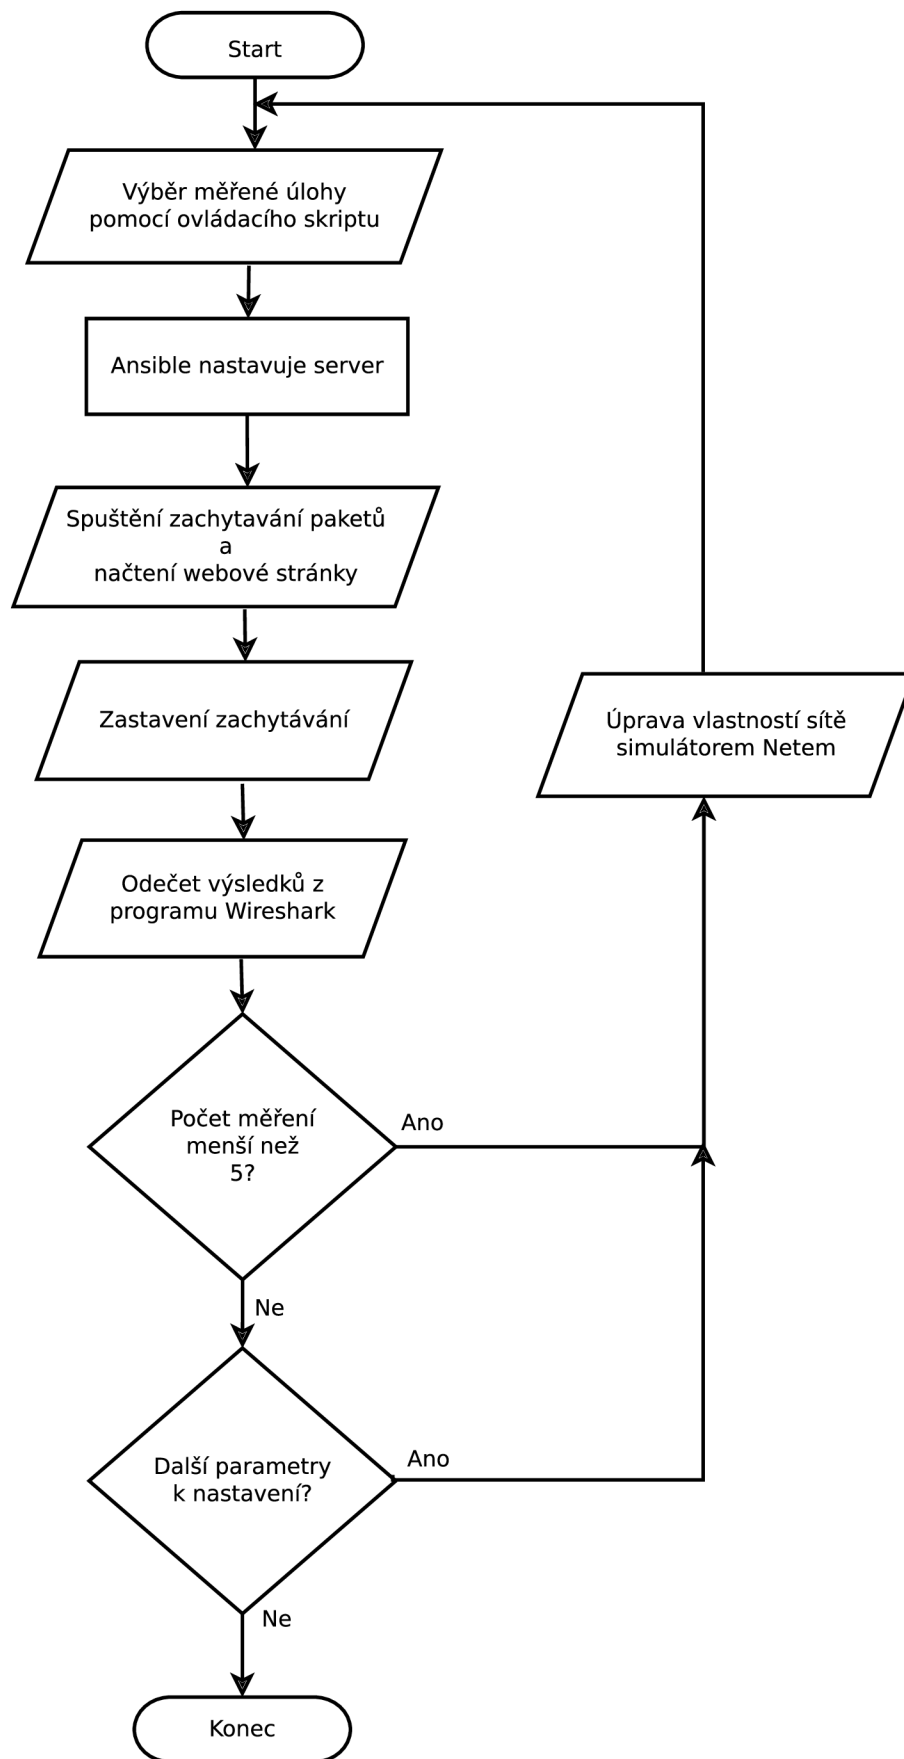 Start
Výběr měřené úlohy
pomocí ovládacího skriptu
Ansible nastavuje server
Spuštění zachytavání paketů
a
načtení webové stránky
Zastavení zachytávání
Úprava vlastností sítě
simulátorem Netem
Odečet výsledků z
programu Wireshark
Počet měření
menší než
5?
Ano
Ne
Další parametry
k nastavení?
Ano
Ne
Konec